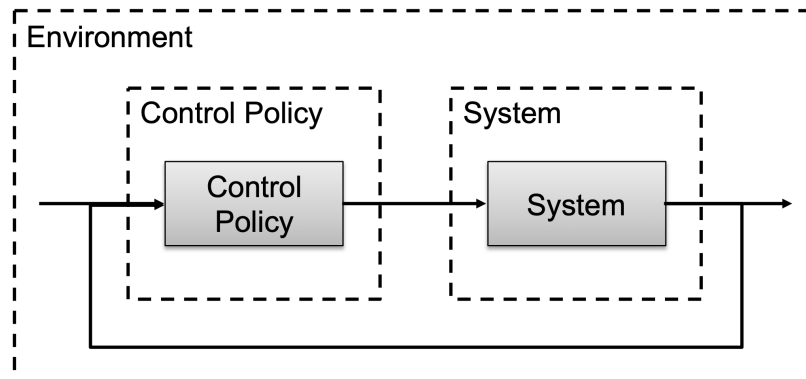 Environment
Control Policy
System
Control
Policy
System